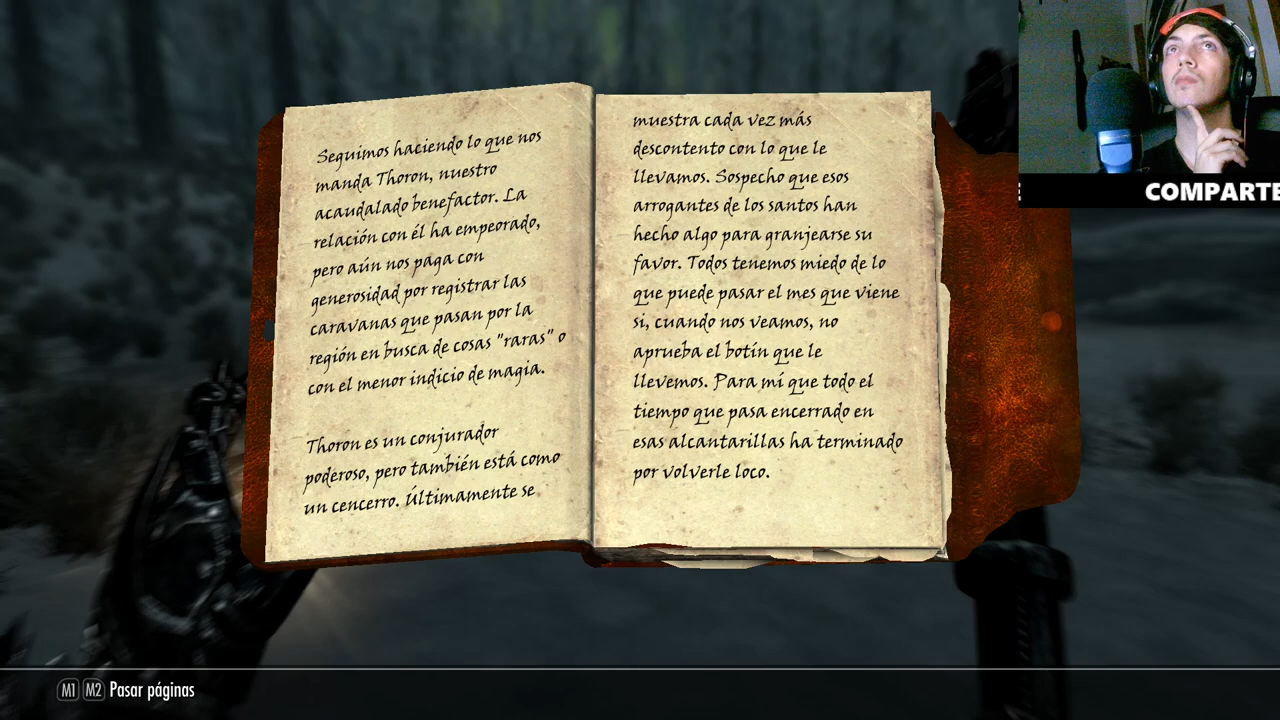 Seguimos haciendo lo que nos
manda Thoron, nuestro
acaudalado benefactor. La
relación con él ha empeorado,
pero aún nos paga con
generosidad por registrar las
caravanas que pasan por la
región en busca de cosas "raras" o
con el menor indicio de magia.
Thoron es un conjurador
poderoso, pero también está como
un cencerro. Últimamente se
muestra cada vez más
descontento con lo que le
llevamos. Sospecho que esos
arrogantes de los santos han
hecho algo para granjearse su
favor. Todos tenemos miedo de lo
que puede pasar el mes que viene
si, cuando nos veamos, no
aprueba el botín que le
llevemos. Para mí que todo el
tiempo que pasa encerrado en
esas alcantarillas ha terminado
por volverle loco.
COMPARTE
M1 M2 Pasar páginas